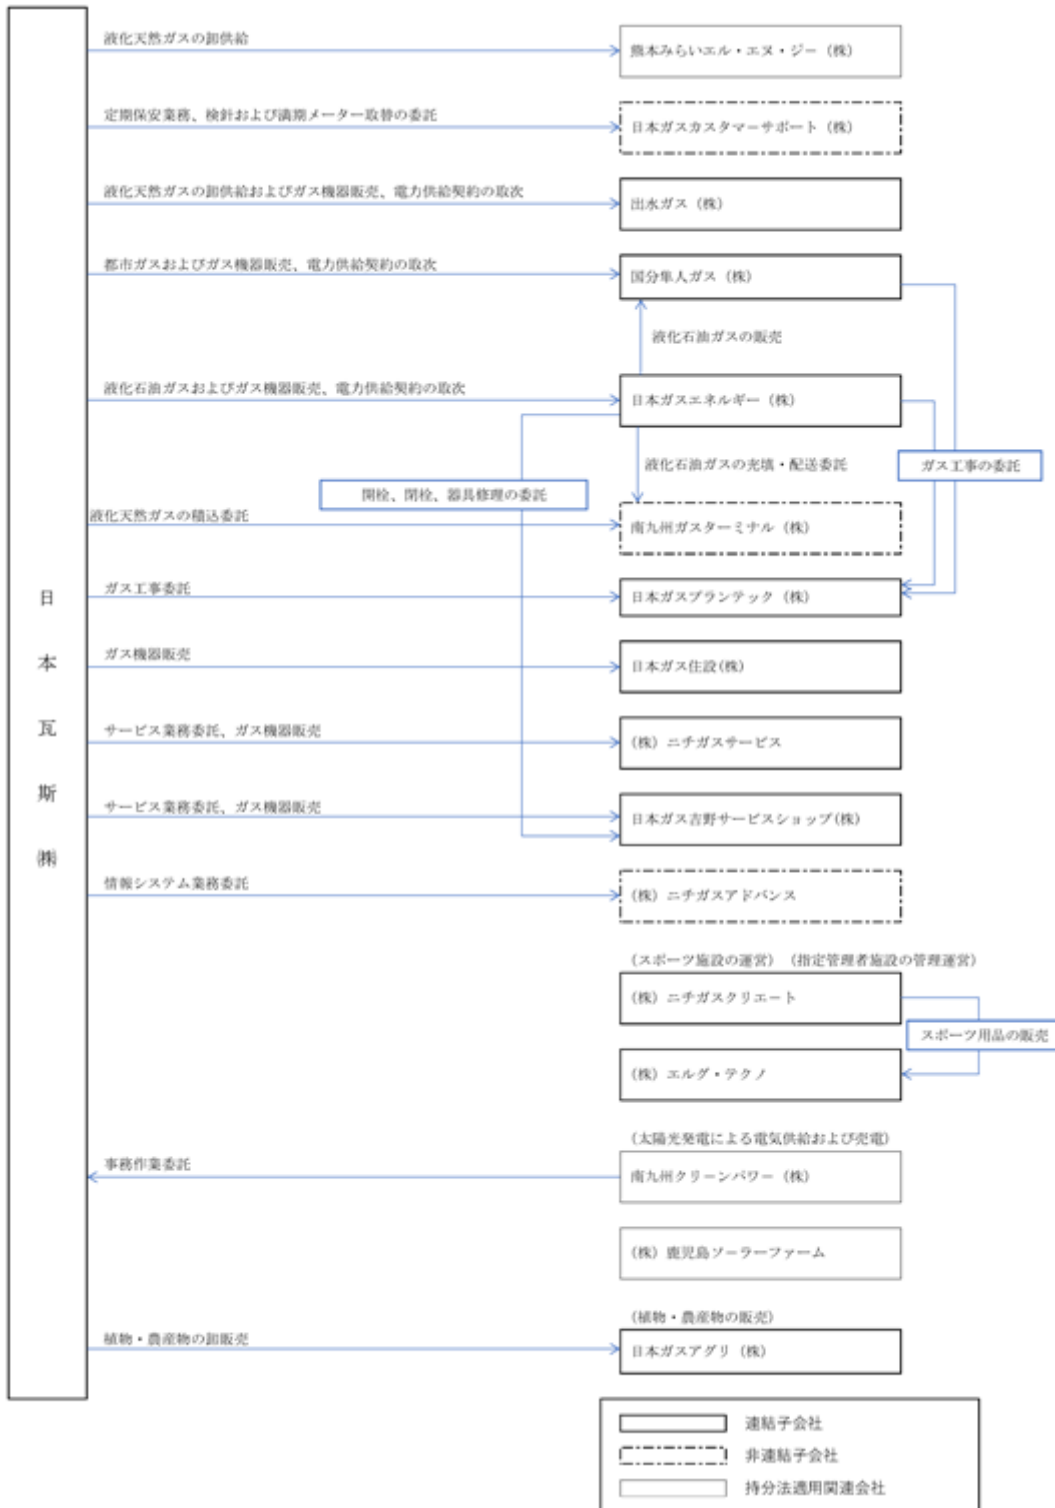 液化天然ガスの卸供給
熊本みらいエル・エヌ・ジー（株）
定期保安業務、検針および満期メーター取替の委託
日本ガスカスタマーサポート（株）
液化天然ガスの卸供給およびガス機器販売、電力供給契約の取次
出水ガス（株）
都市ガスおよびガス機器販売、電力供給契約の取次
国分隼人ガス（株）
液化石油ガスの販売
液化石油ガスおよびガス機器販売、電力供給契約の取次
日本ガスエネルギー（株）
液化石油ガスの充填・配送委託
ガス工事の委託
開栓、閉栓、器具修理の委託
液化天然ガスの積込委託
南九州ガスターミナル（株）
ガス工事委託
日本ガスプランテック（株）
日本瓦斯㈱
ガス機器販売
日本ガス住設(株)
サービス業務委託、ガス機器販売
（株）ニチガスサービス
サービス業務委託、ガス機器販売
日本ガス吉野サービスショップ(株)
情報システム業務委託
（株）ニチガスアドバンス
（スポーツ施設の運営）（指定管理者施設の管理運営）
（株）ニチガスクリエート
スポーツ用品の販売
（株）エルグ・テクノ
（太陽光発電による電気供給および売電）
事務作業委託
南九州クリーンパワー（株）
（株）鹿児島ソーラーファーム
（植物・農産物の販売）
植物・農産物の卸販売
日本ガスアグリ（株）
連結子会社
非連結子会社
持分法適用関連会社